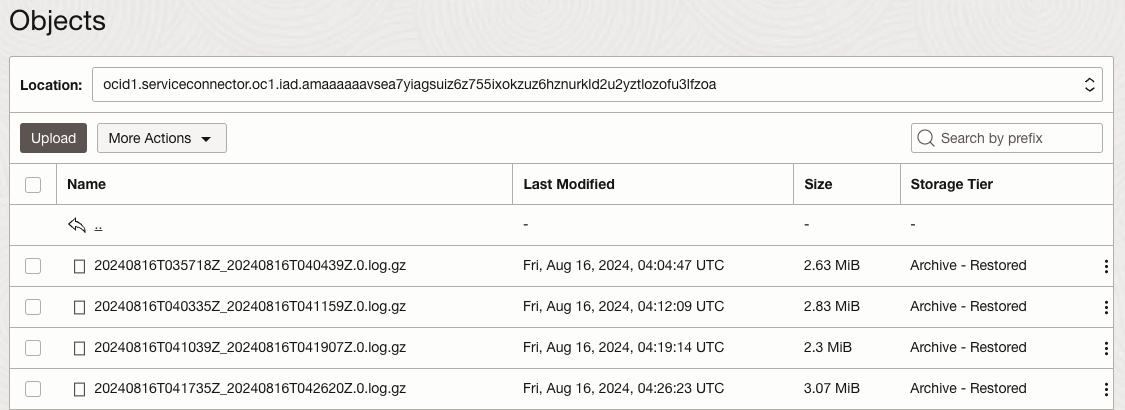 Objects
Location: ocid1.serviceconnector.oc1.iad.amaaaaaavsea7yiagsuiz6z755ixokzuz6hznurkld2u2yztlozofu3lfzoa
Upload More Actions Search by prefix
Name Last Modified Size Storage Tier
.. - - -
20240816T035718Z_20240816T040439Z.0.log.gz Fri, Aug 16, 2024, 04:04:47 UTC 2.63 MiB Archive - Restored
20240816T040335Z_20240816T041159Z.0.log.gz Fri, Aug 16, 2024, 04:12:09 UTC 2.83 MiB Archive - Restored
20240816T041039Z_20240816T041907Z.0.log.gz Fri, Aug 16, 2024, 04:19:14 UTC 2.3 MiB Archive - Restored
20240816T041735Z_20240816T042620Z.0.log.gz Fri, Aug 16, 2024, 04:26:23 UTC 3.07 MiB Archive - Restored